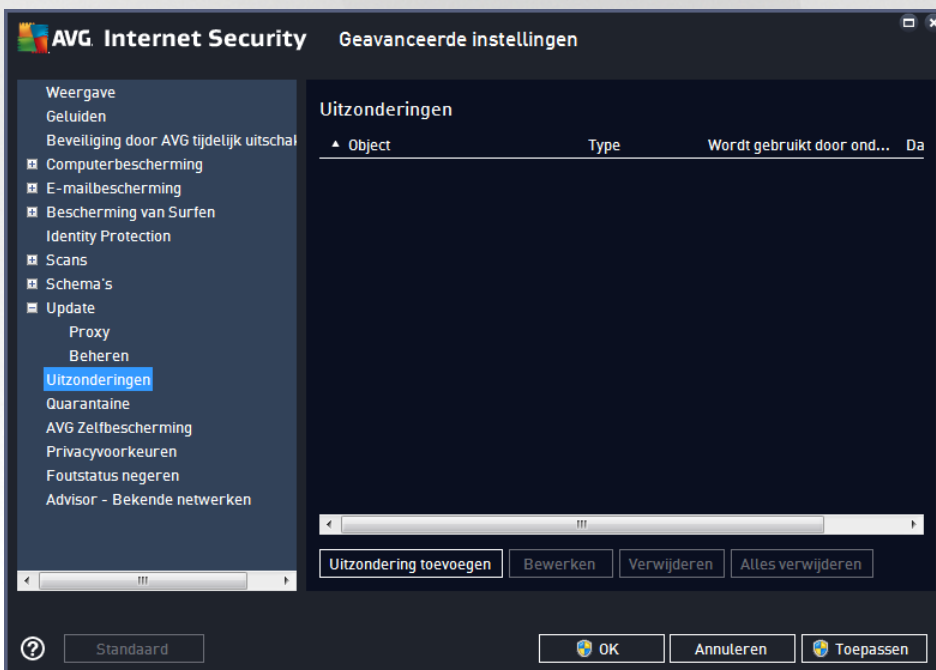 AVG Internet Security Geavanceerde instellingen
Weergave
Geluiden
Beveiliging door AVG tijdelijk uitschak
Computerbescherming
E-mailbescherming
Bescherming van Surfen
Identity Protection
Scans
Schema's
Update
Proxy
Beheren
Uitzonderingen
Quarantaine
AVG Zelfbescherming
Privacyvoorkeuren
Foutstatus negeren
Advisor - Bekende netwerken
Uitzonderingen
Object Type Wordt gebruikt door ond... Da
Uitzondering toevoegen Bewerken Verwijderen Alles verwijderen
Standaard OK Annuleren Toepassen